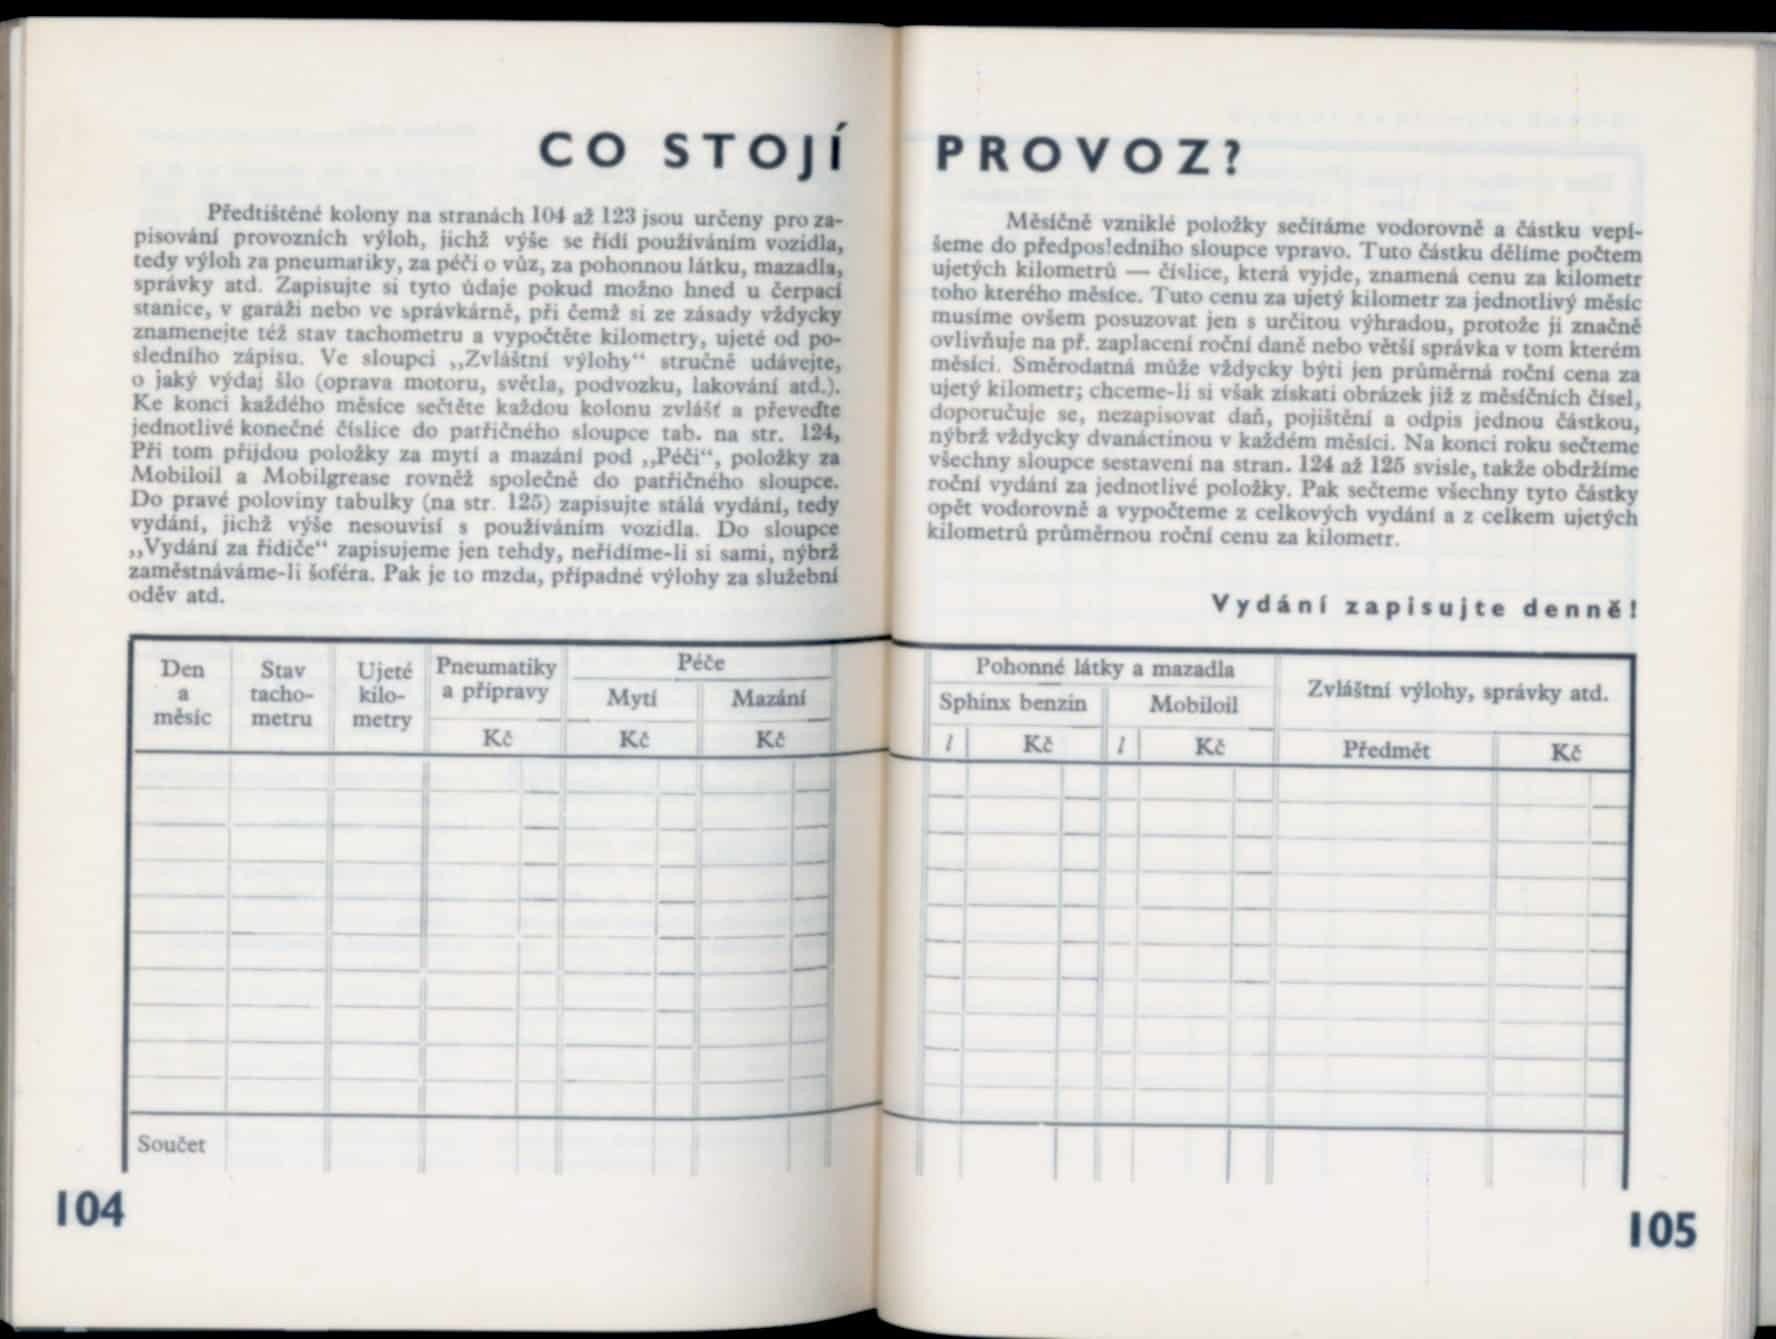 CO STOJÍ PROVOZ?
Předtištěné kolony na stranách 104 až 123 jsou určeny pro za-
pisování provozních výloh, jichž výše se řídí používáním vozidla,
tedy výloh za pneumatiky, za péči o vůz, za pohonnou látku, mazadla,
správky atd. Zapisujte si tyto údaje pokud možno hned u čerpací
stanice, v garáži nebo ve správkárně, při čemž si ze zásady vždycky
znamenejte též stav tachometru a vypočtěte kilometry, ujeté od po-
sledního zápisu. Ve sloupci „Zvláštní výlohy“ stručně udávejte,
o jaký výdaj šlo (oprava motoru, světla, podvozku, lakování atd.).
Ke konci každého měsíce sečtěte každou kolonu zvlášť a převeďte
jednotlivé konečné číslice do patřičného sloupce tab. na str. 124,
Při tom přijdou položky za mytí a mazání pod „Péči“, položky za
Mobiloil a Mobilgrease rovněž společně do patřičného sloupce.
Do pravé poloviny tabulky (na str. 125) zapisujte stálá vydání, tedy
vydání, jichž výše nesouvisí s používáním vozidla. Do sloupce
„Vydání za řidiče“ zapisujeme jen tehdy, neřídíme-li si sami, nýbrž
zaměstnáváme-li šoféra. Pak je to mzda, případné výlohy za služební
oděv atd.
Měsíčně vzniklé položky sečítáme vodorovně a částku vepí-
šeme do předposledního sloupce vpravo. Tuto částku dělíme počtem
ujetých kilometrů — číslice, která vyjde, znamená cenu za kilometr
toho kterého měsíce. Tuto cenu za ujetý kilometr za jednotlivý měsíc
musíme ovšem posuzovat jen s určitou výhradou, protože ji značně
ovlivňuje na př. zaplacení roční daně nebo větší správka v tom kterém
měsíci. Směrodatná může vždycky býti jen průměrná roční cena za
ujetý kilometr; chceme-li si však získati obrázek již z měsíčních čísel,
doporučuje se, nezapisovat daň, pojištění a odpis jednou částkou,
nýbrž vždycky dvanáctinou v každém měsíci. Na konci roku sečteme
všechny sloupce sestavení na stran. 124 až 125 svisle, takže obdržíme
roční vydání za jednotlivé položky. Pak sečteme všechny tyto částky
opět vodorovně a vypočteme z celkových vydání a z celkem ujetých
kilometrů průměrnou roční cenu za kilometr.
Vydání zapisujte denně!
Den a měsíc
Stav tacho-metru
Ujeté kilo-metry
Pneumatiky a přípravy
Kč
Péče
Mytí
Mazání
Kč
Kč
Pohonné látky a mazadla
Sphinx benzin
Mobiloil
l
Kč
l
Kč
Zvláštní výlohy, správky atd.
Předmět
Kč
Součet
104
105